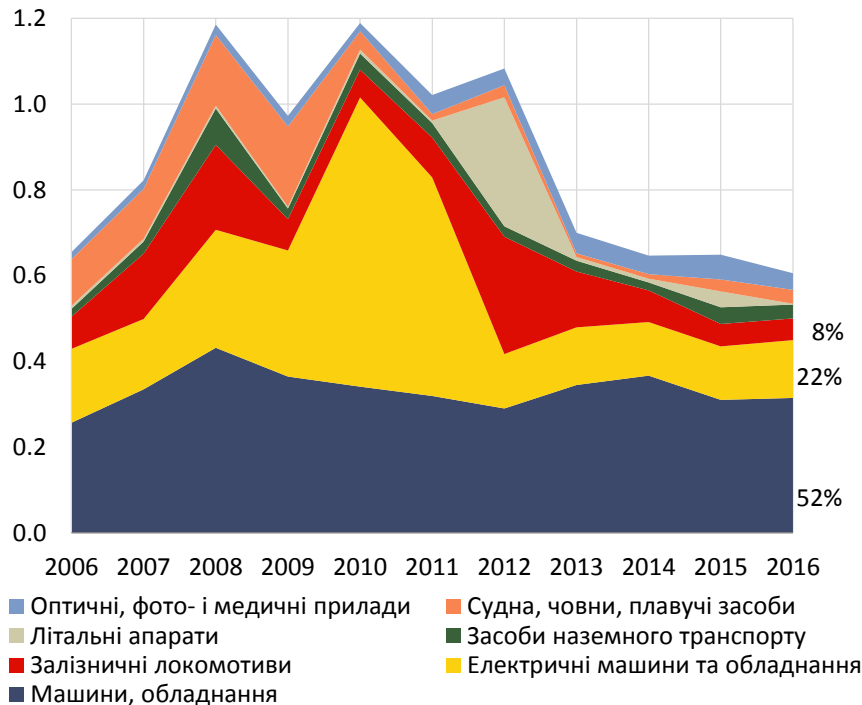 1.2
1.0
0.8
0.6
0.4
0.2
0.0
8%
22%
52%
2006 2007 2008 2009 2010 2011 2012 2013 2014 2015 2016
Оптичні, фото- і медичні прилади Судна, човни, плавучі засоби
Літальні апарати Засоби наземного транспорту
Залізничні локомотиви Електричні машини та обладнання
Машини, обладнання